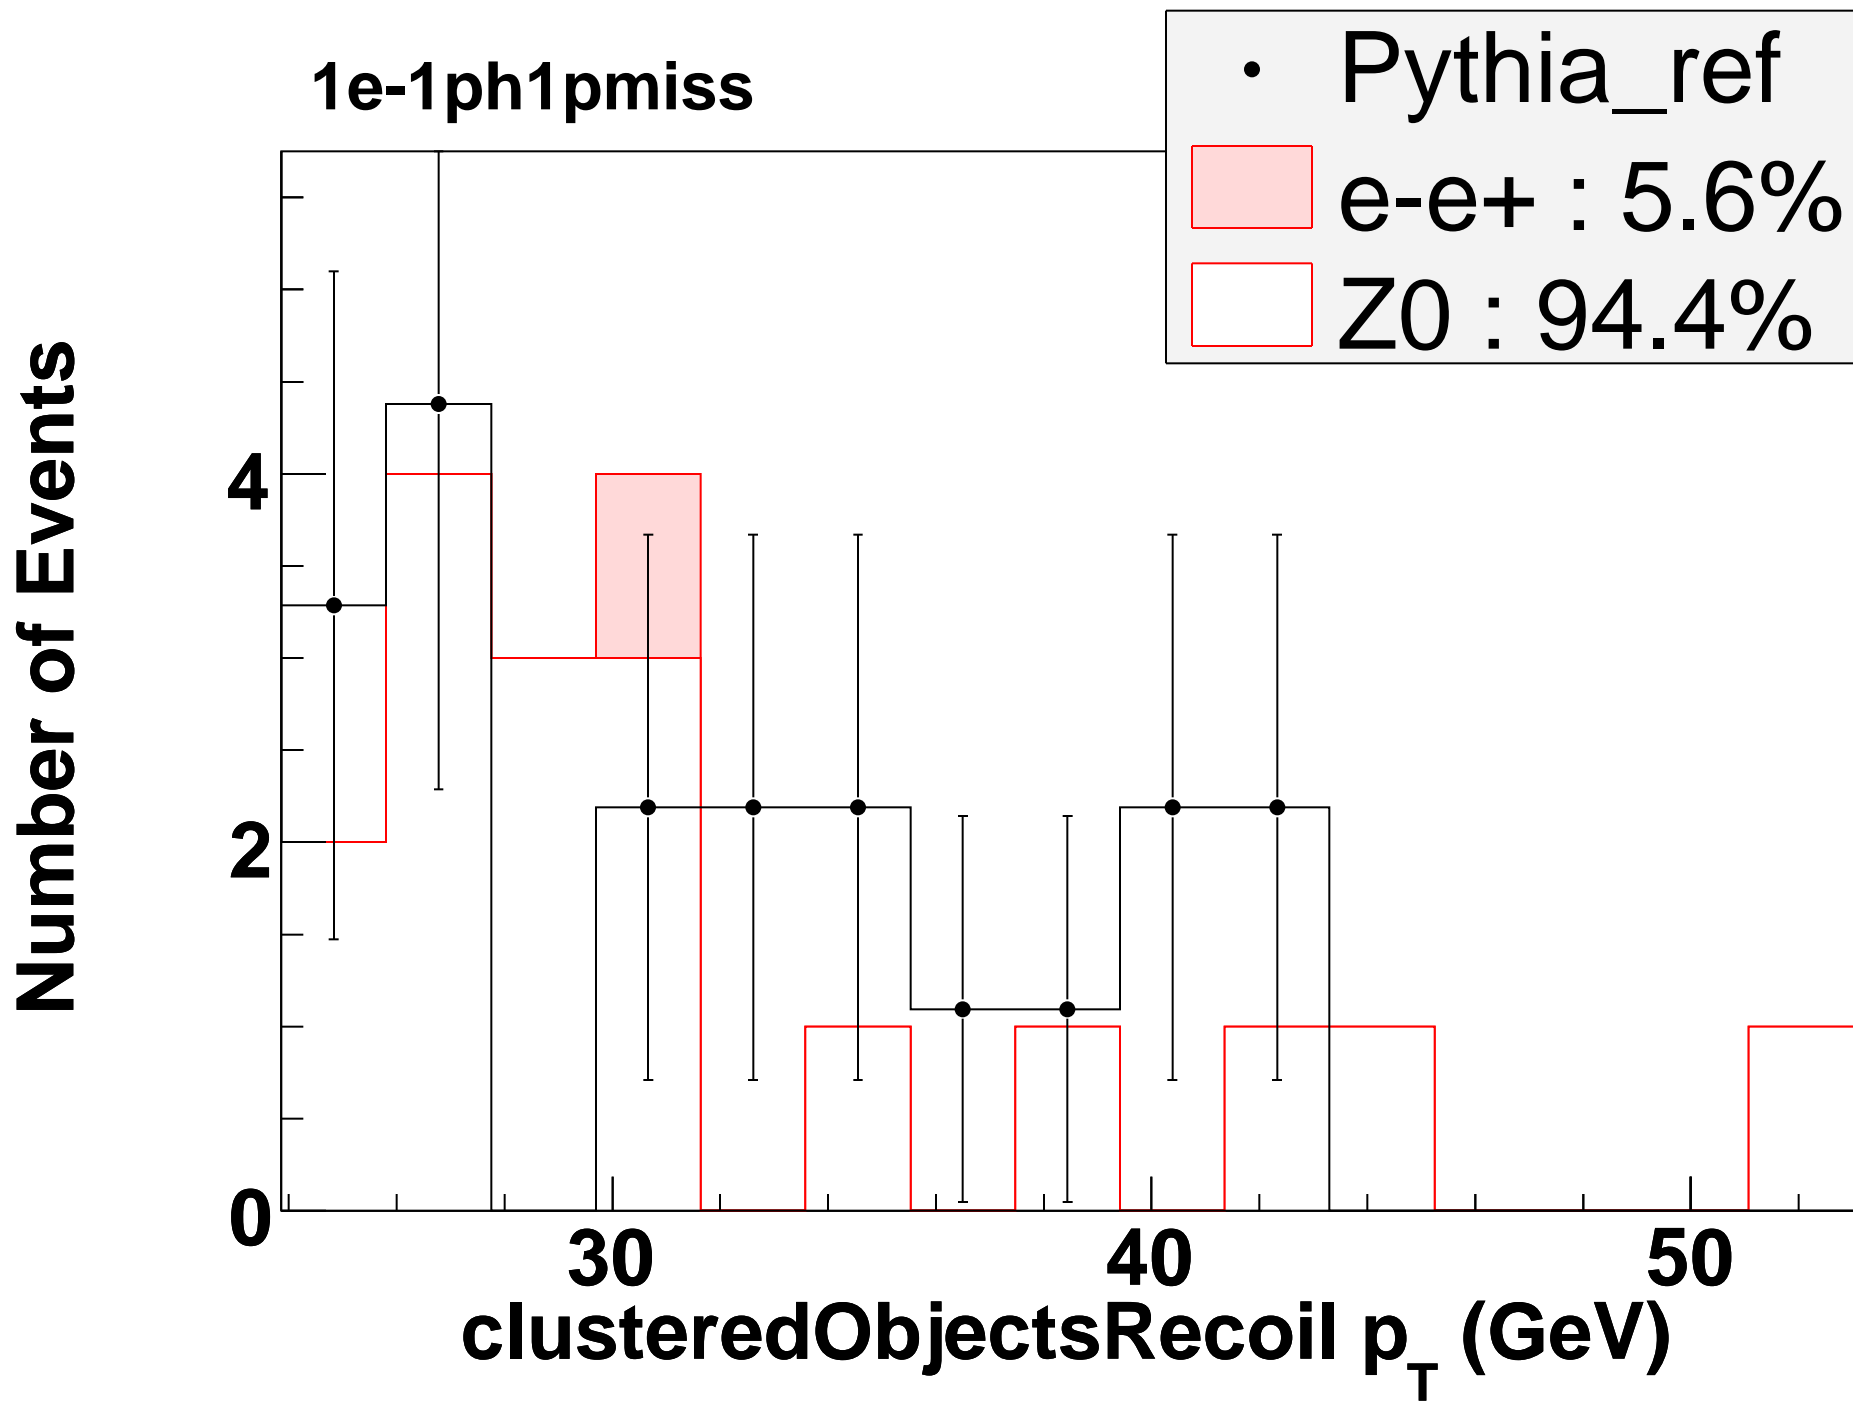 1e-1ph1pmiss
Pythia_ref
e-e+ : 5.6%
Z0 : 94.4%
Number of Events
4
2
0
30 40 50
clusteredObjectsRecoil p_T (GeV)